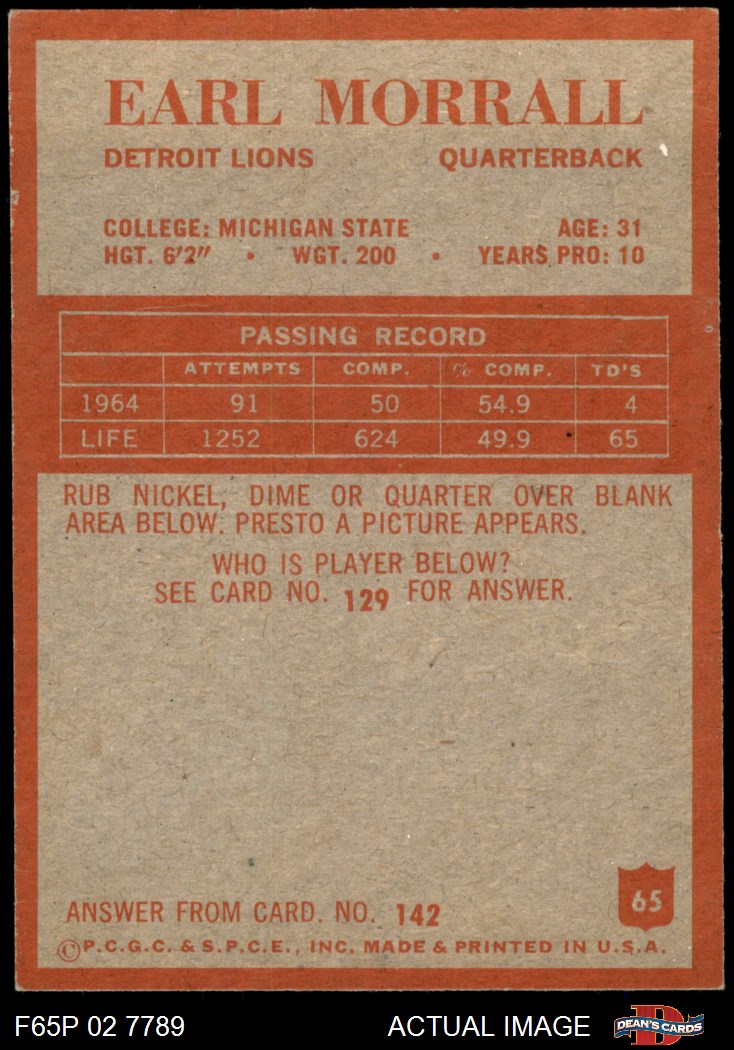 EARL MORRALL
DETROIT LIONS QUARTERBACK
COLLEGE: MICHIGAN STATE AGE: 31
HGT. 6'2" • WGT. 200 • YEARS PRO: 10
PASSING RECORD
ATTEMPTS COMP. % COMP. TD'S
1964 91 50 54.9 4
LIFE 1252 624 49.9 65
RUB NICKEL, DIME OR QUARTER OVER BLANK
AREA BELOW. PRESTO A PICTURE APPEARS.
WHO IS PLAYER BELOW?
SEE CARD NO. 129 FOR ANSWER.
65
ANSWER FROM CARD. NO. 142
©P.C.G.C. & S.P.C.E., INC. MADE & PRINTED IN U.S.A.
F65P 02 7789 ACTUAL IMAGE D DEAN'S CARDS